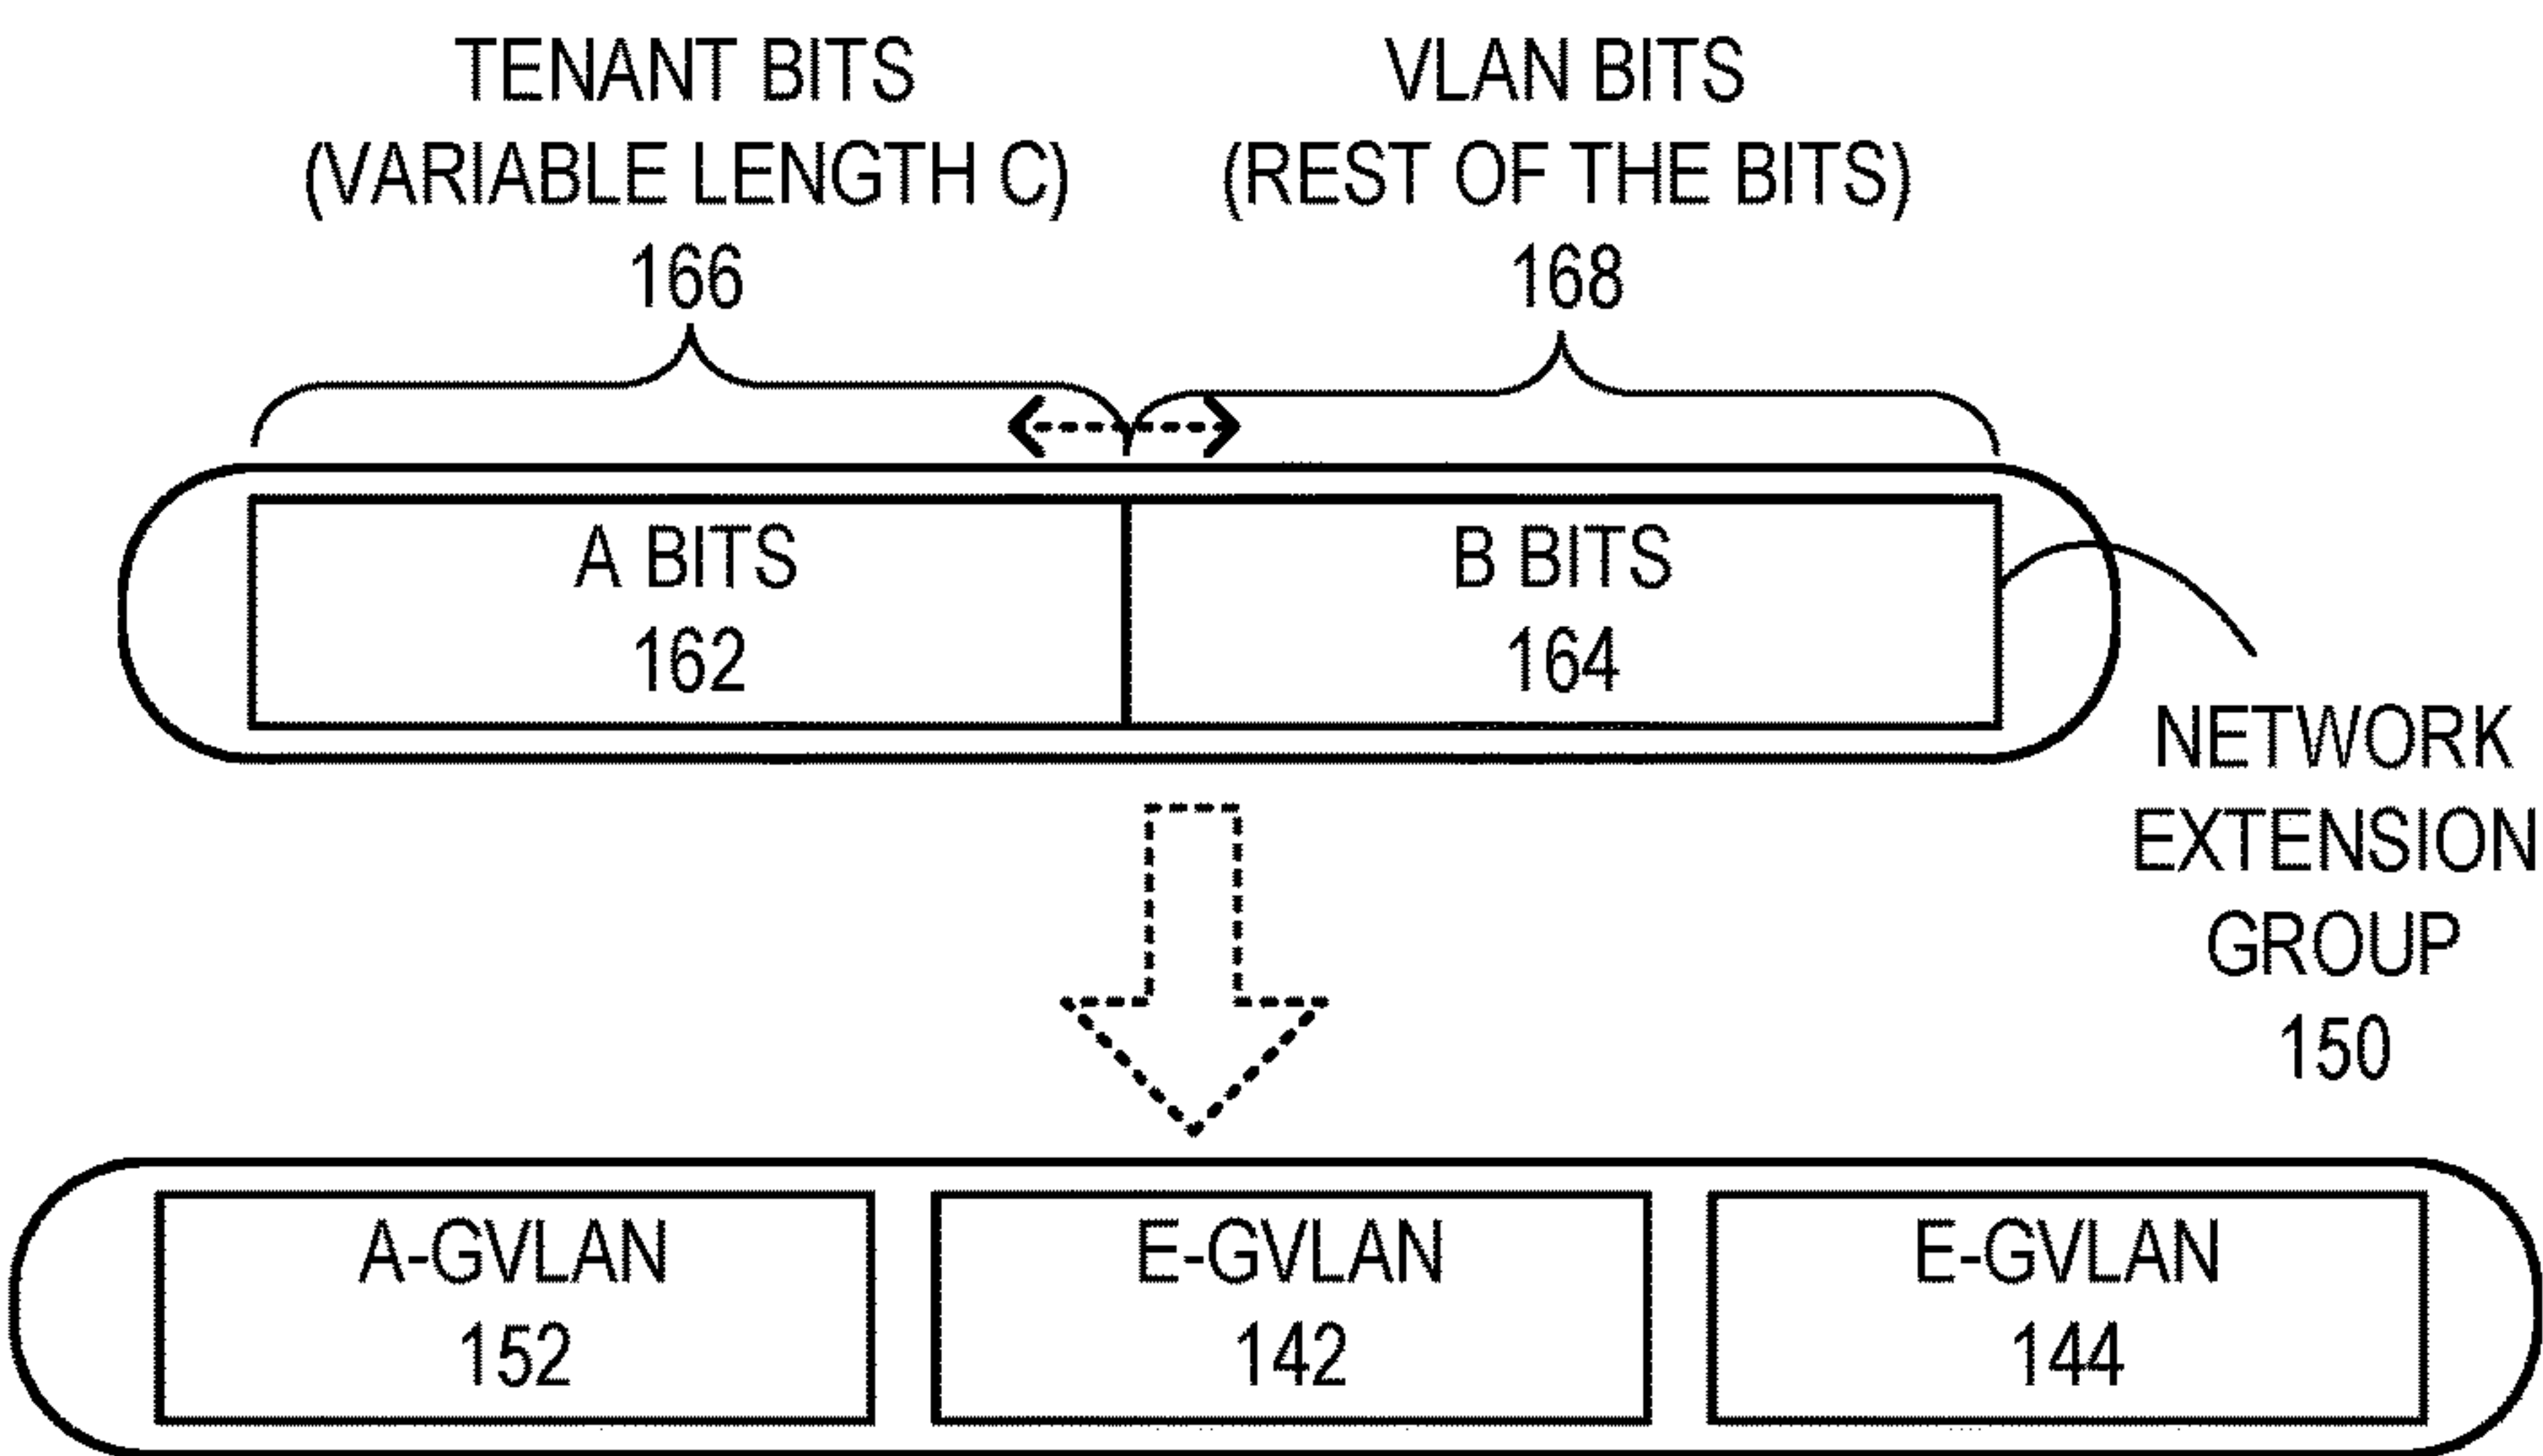 TENANT BITS
(VARIABLE LENGTH C)
166
VLAN BITS
(REST OF THE BITS)
168
A BITS
162
B BITS
164
NETWORK
EXTENSION
GROUP
150
A-GVLAN
152
E-GVLAN
142
E-GVLAN
144